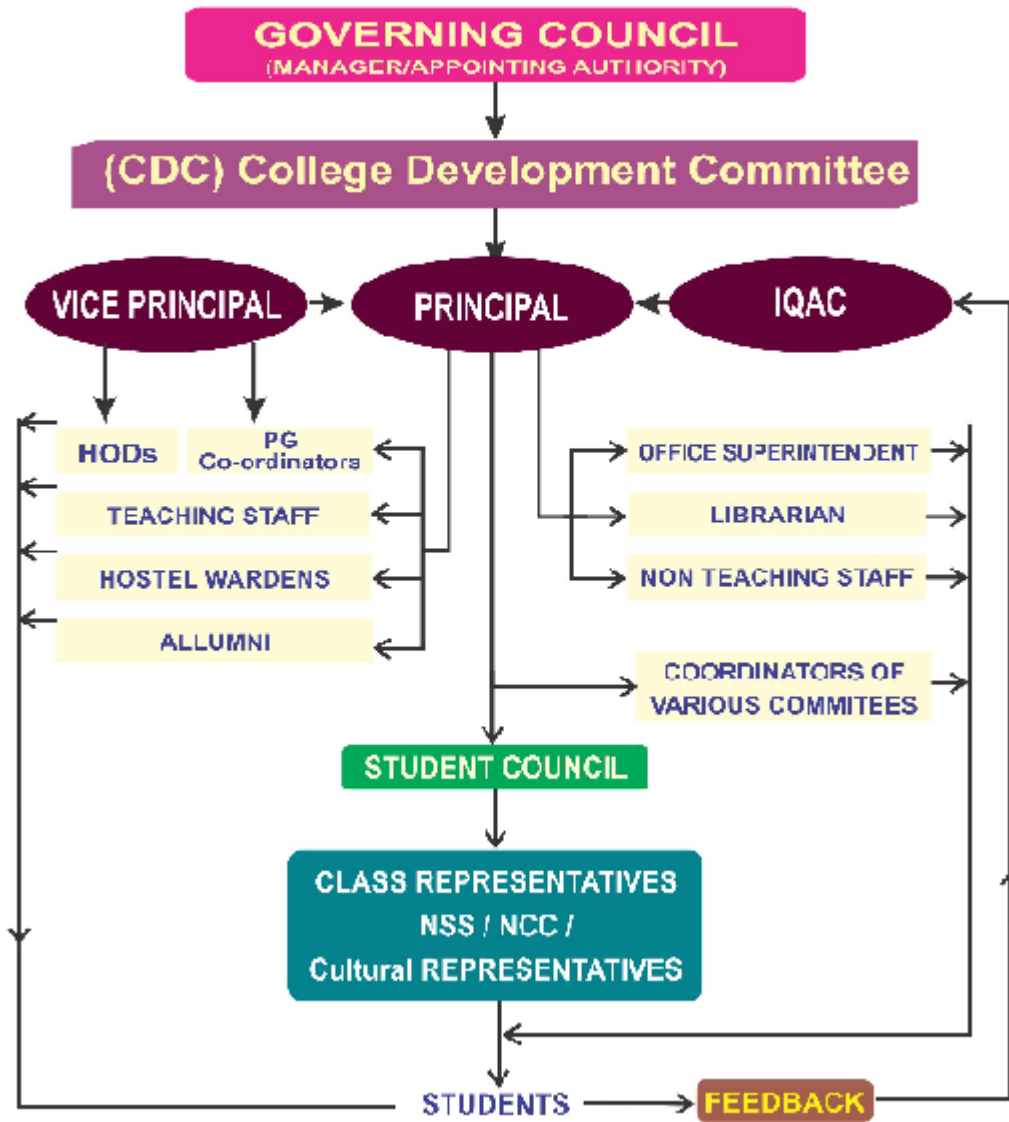 GOVERNING COUNCIL
(MANAGER/APPOINTING AUTHORITY)
(CDC) College Development Committee
VICE PRINCIPAL
PRINCIPAL
IQAC
HODs
PG
Co-ordinators
TEACHING STAFF
HOSTEL WARDENS
ALLUMNI
OFFICE SUPERINTENDENT
LIBRARIAN
NON TEACHING STAFF
COORDINATORS OF
VARIOUS COMMITEES
STUDENT COUNCIL
CLASS REPRESENTATIVES
NSS / NCC /
Cultural REPRESENTATIVES
STUDENTS
FEEDBACK